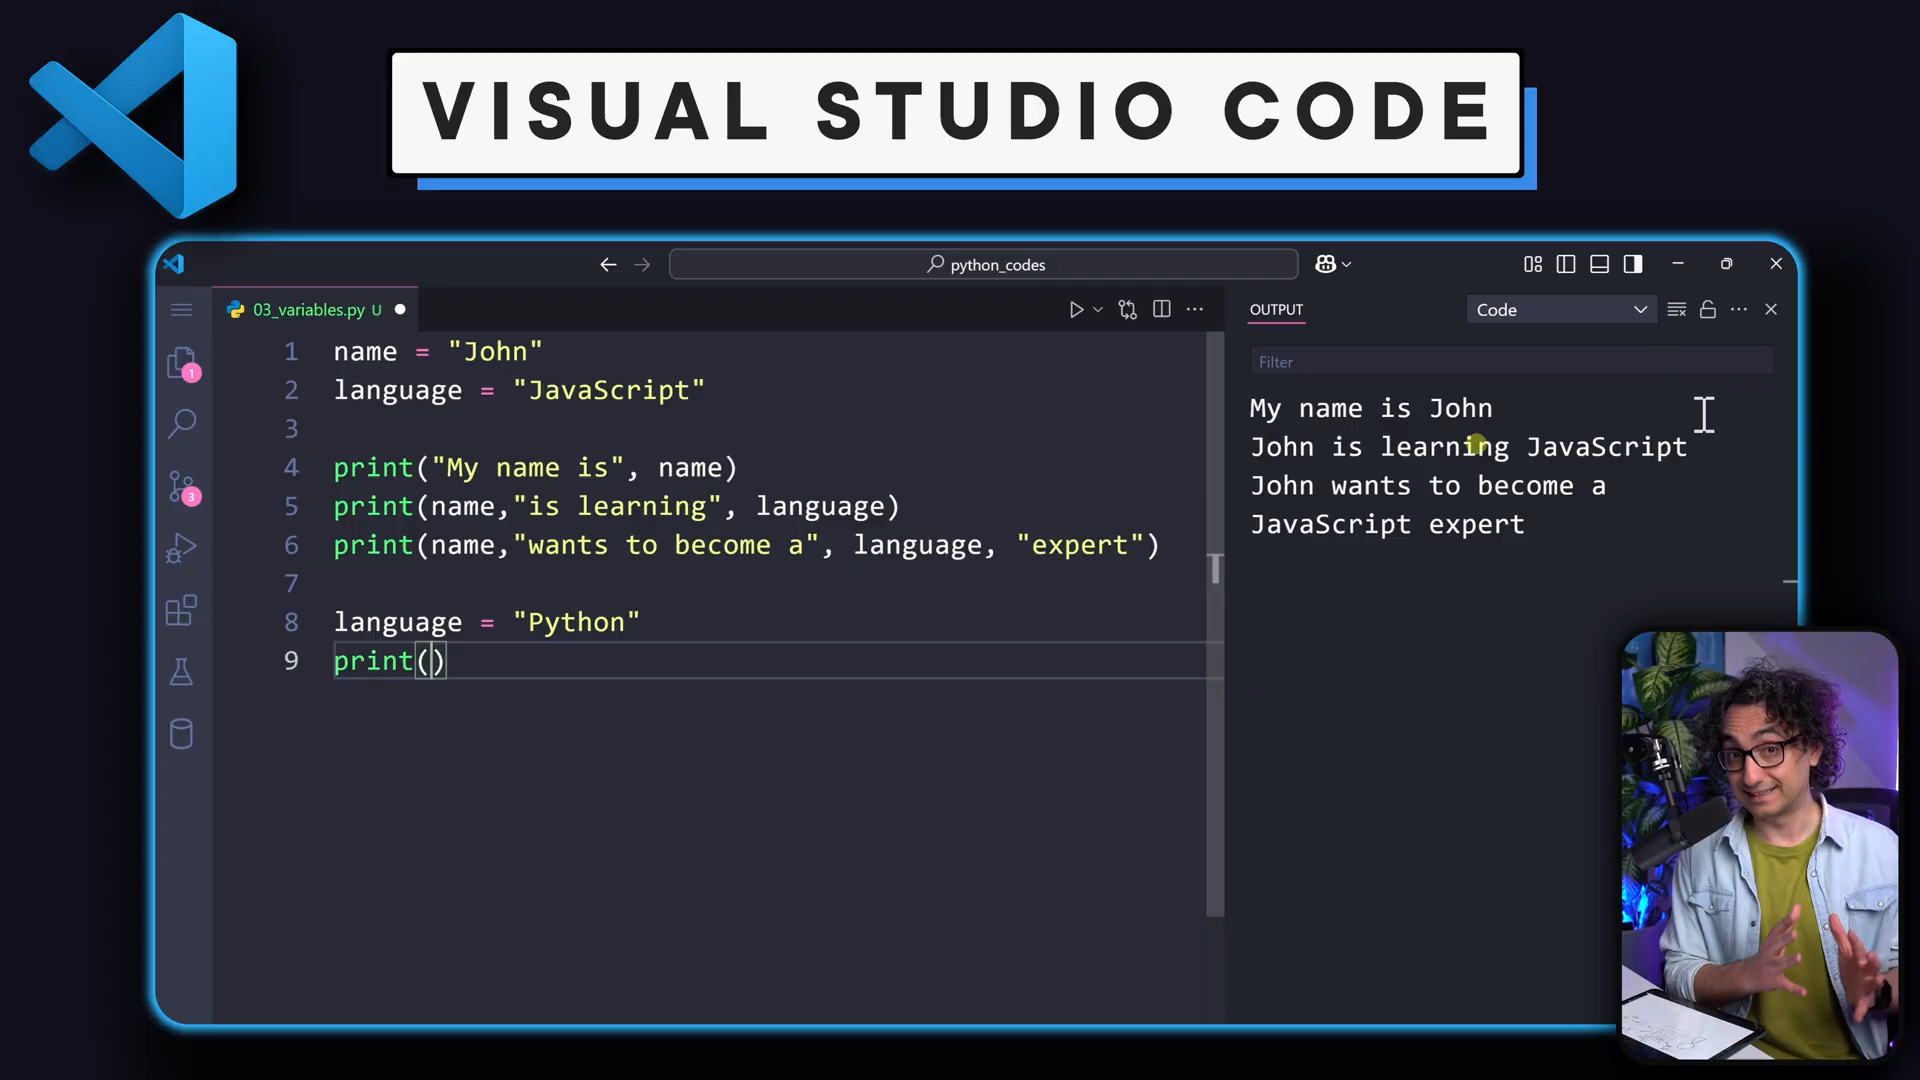 VISUAL STUDIO CODE
python_codes
03_variables.py U
OUTPUT
Code
Filter
1 name = "John"
2 language = "JavaScript"
3
4 print("My name is", name)
5 print(name,"is learning", language)
6 print(name,"wants to become a", language, "expert")
7
8 language = "Python"
9 print()
1
3
My name is John
John is learning JavaScript
John wants to become a
JavaScript expert